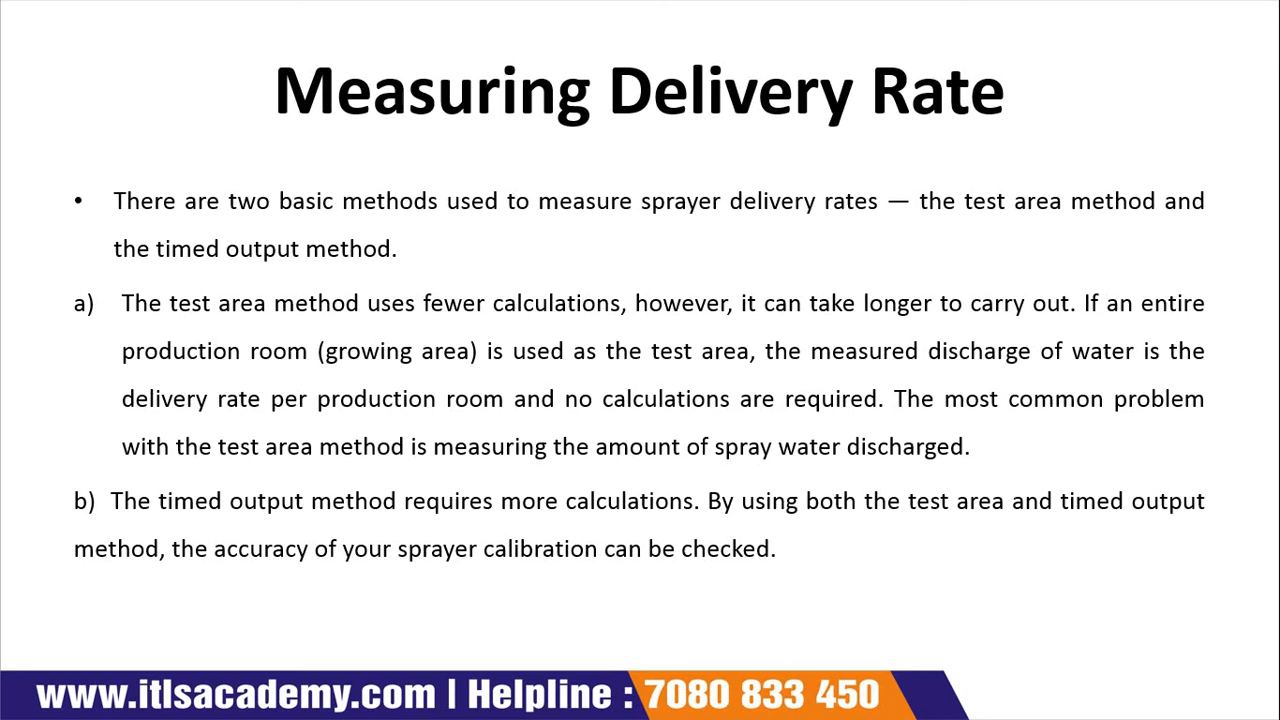 Measuring Delivery Rate
• There are two basic methods used to measure sprayer delivery rates — the test area method and
the timed output method.
a) The test area method uses fewer calculations, however, it can take longer to carry out. If an entire
production room (growing area) is used as the test area, the measured discharge of water is the
delivery rate per production room and no calculations are required. The most common problem
with the test area method is measuring the amount of spray water discharged.
b) The timed output method requires more calculations. By using both the test area and timed output
method, the accuracy of your sprayer calibration can be checked.
www.itlsacademy.com | Helpline : 7080 833 450